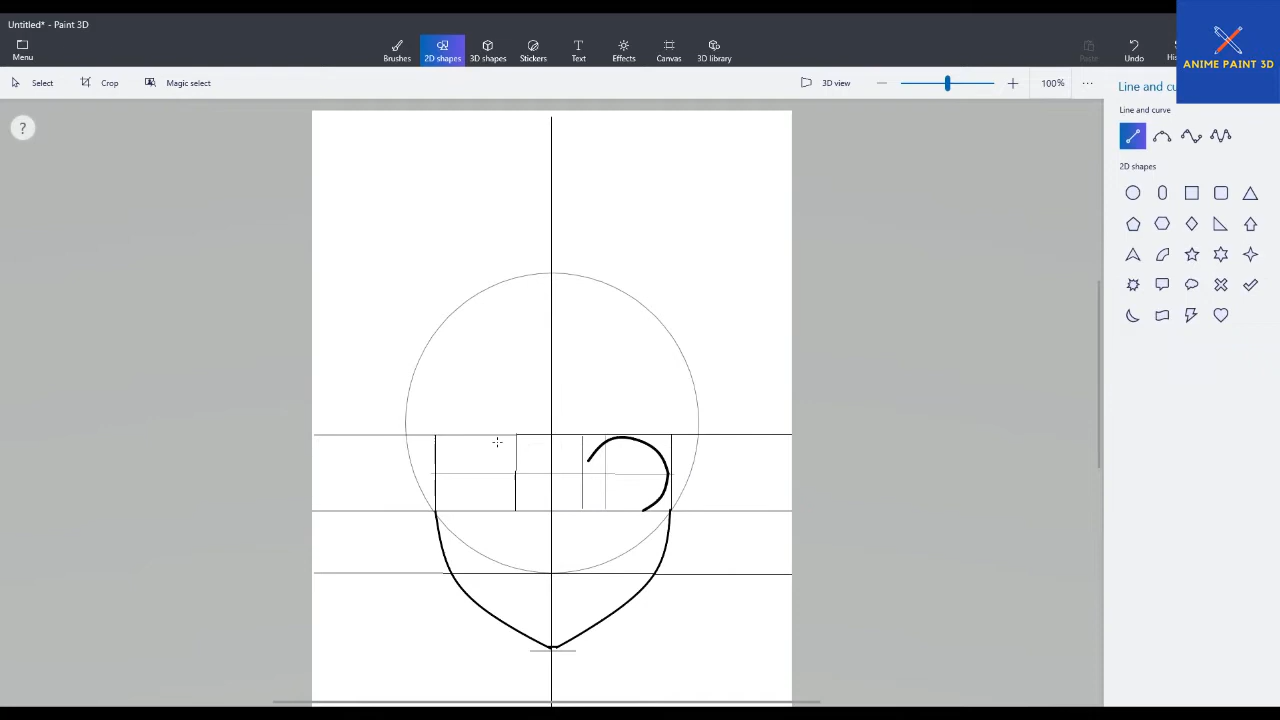 Untitled* - Paint 3D
Menu
Brushes
2D shapes
3D shapes
Stickers
Text
Effects
Canvas
3D library
Paste
Undo
ANIME PAINT 3D
Select
Crop
Magic select
3D view
100%
Line and
Line and curve
2D shapes
?